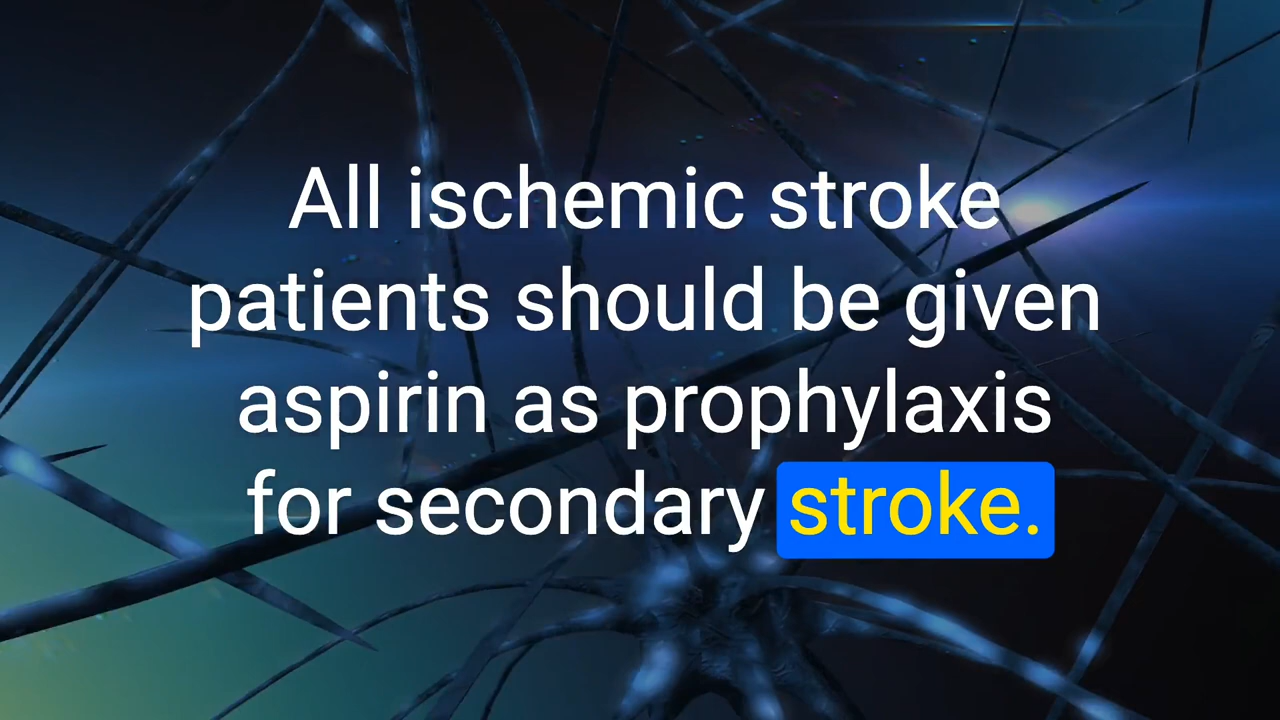 All ischemic stroke
patients should be given
aspirin as prophylaxis
for secondary stroke.